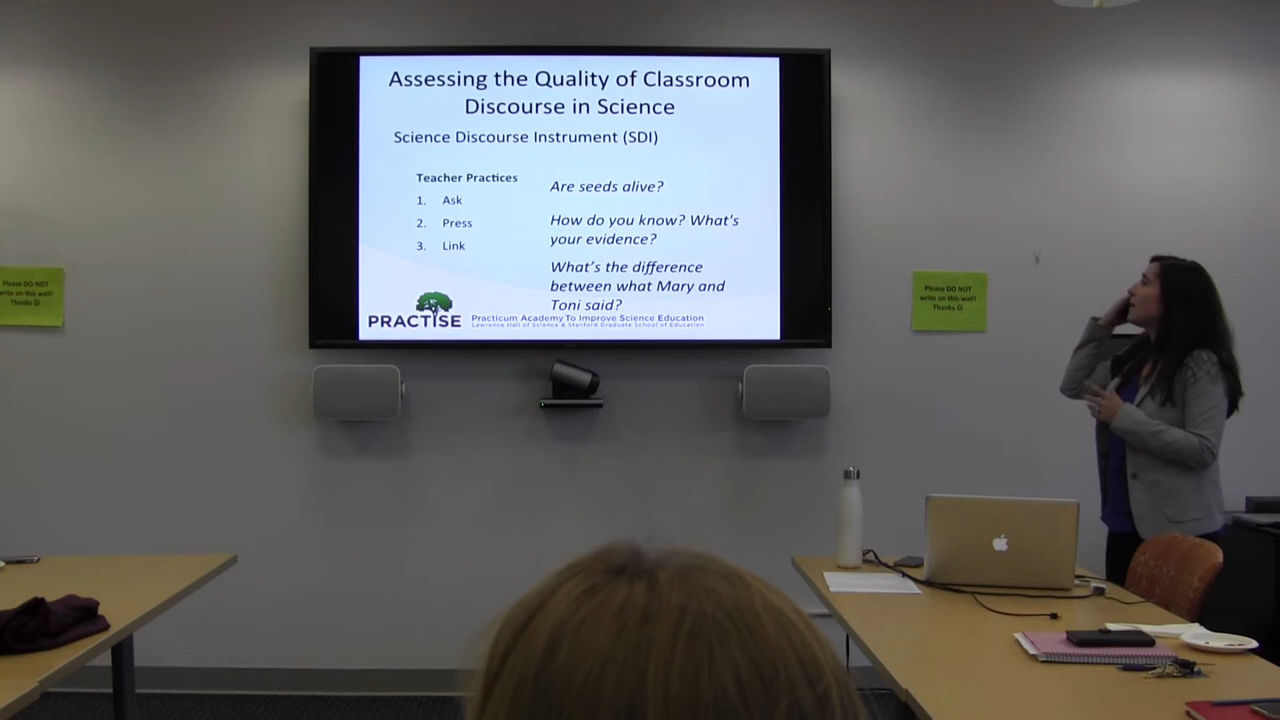 Assessing the Quality of Classroom
Discourse in Science
Science Discourse Instrument (SDI)
Teacher Practices
1. Ask
2. Press
3. Link
Are seeds alive?
How do you know? What's
your evidence?
What's the difference
between what Mary and
Toni said?
PRACTISE
Practicum Academy To Improve Science Education
Lawrence Hall of Science & Stanford Graduate School of Education
Please DO NOT
write on this wall!
Thanks ☺
Please DO NOT
write on this wall!
Thanks ☺